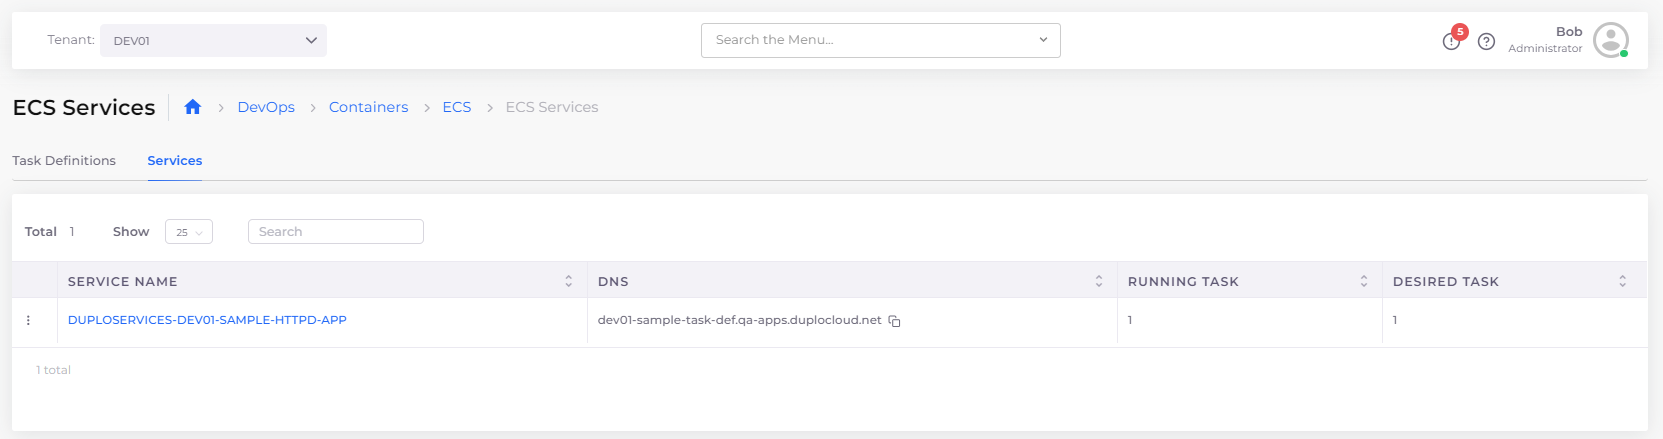 Tenant: DEV01 Search the Menu... 5 Bob
Administrator
ECS Services DevOps Containers ECS ECS Services
Task Definitions Services
Total 1 Show 25 Search
SERVICE NAME DNS RUNNING TASK DESIRED TASK
DUPLOSERVICES-DEV01-SAMPLE-HTTPD-APP dev01-sample-task-def.qa-apps.duplocloud.net 1 1
1 total